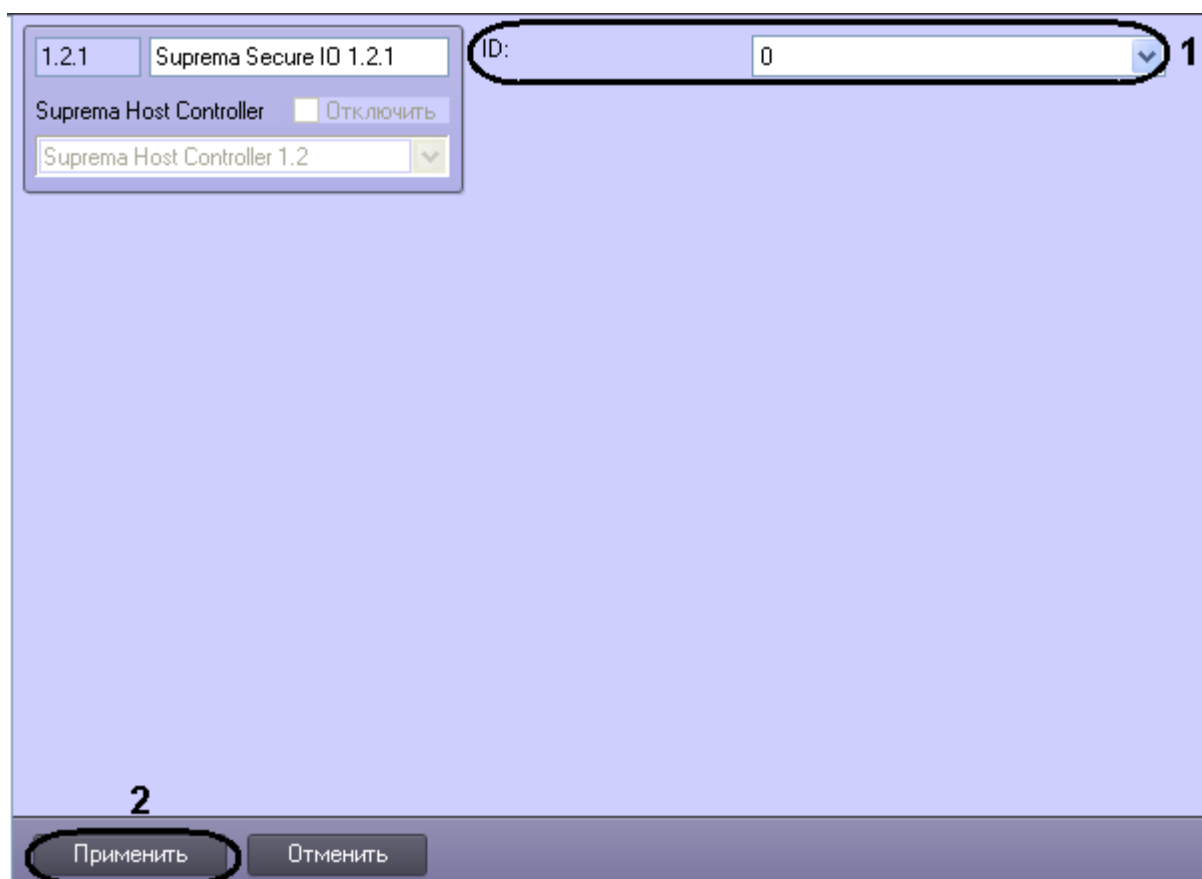 1.2.1 Suprema Secure IO 1.2.1 ID: 0 1
Suprema Host Controller Отключить
Suprema Host Controller 1.2
2
Применить Отменить